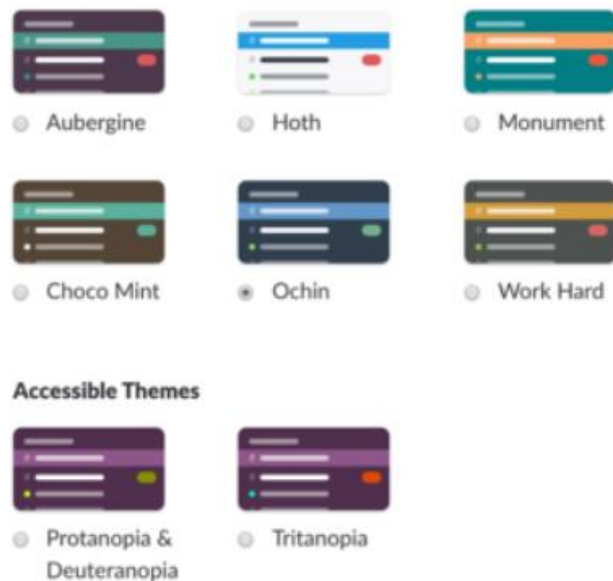 Aubergine
Hoth
Monument
Choco Mint
Ochin
Work Hard
Accessible Themes
Protanopia &
Deuteranopia
Tritanopia